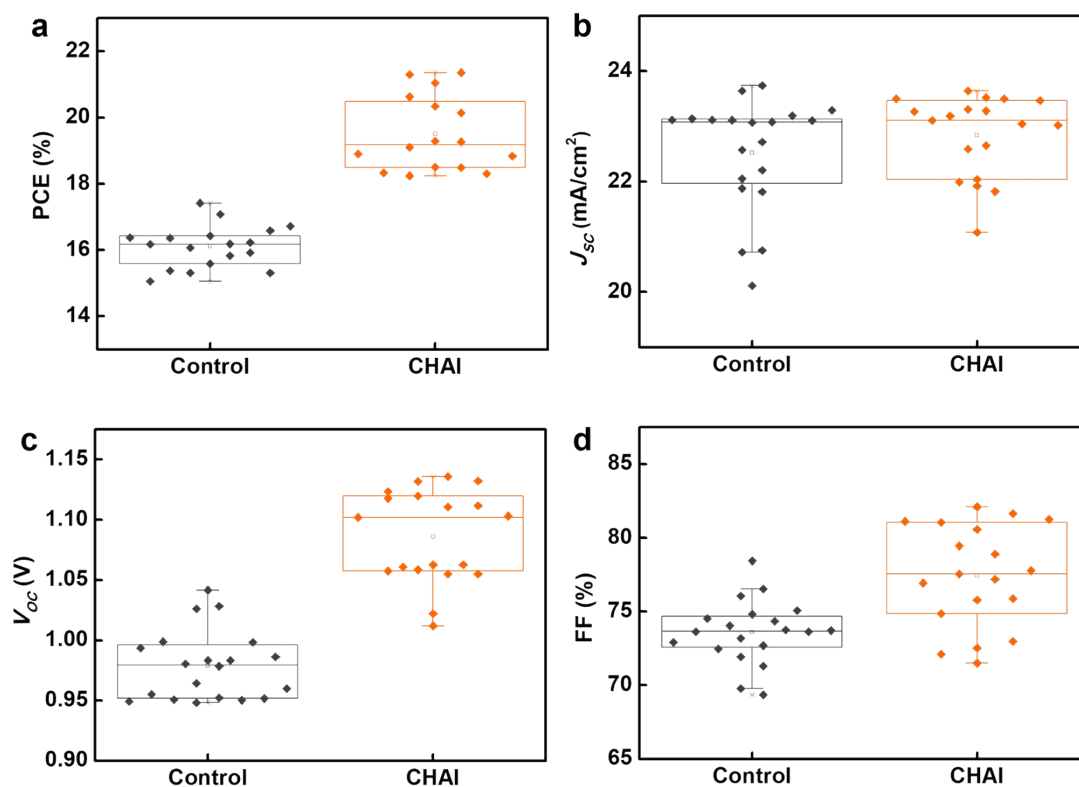 a
PCE (%)
22
20
18
16
14
Control
CHAI
b
J_SC (mA/cm²)
24
22
20
Control
CHAI
c
V_OC (V)
1.15
1.10
1.05
1.00
0.95
0.90
Control
CHAI
d
FF (%)
85
80
75
70
65
Control
CHAI